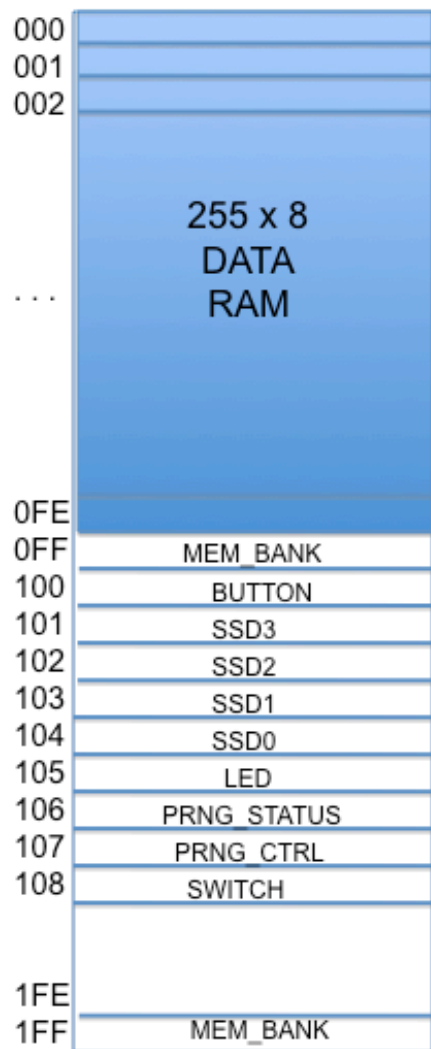 000
001
002
255 x 8
DATA
RAM
. . .
0FE
0FF MEM_BANK
100 BUTTON
101 SSD3
102 SSD2
103 SSD1
104 SSD0
105 LED
106 PRNG_STATUS
107 PRNG_CTRL
108 SWITCH
1FE
1FF MEM_BANK